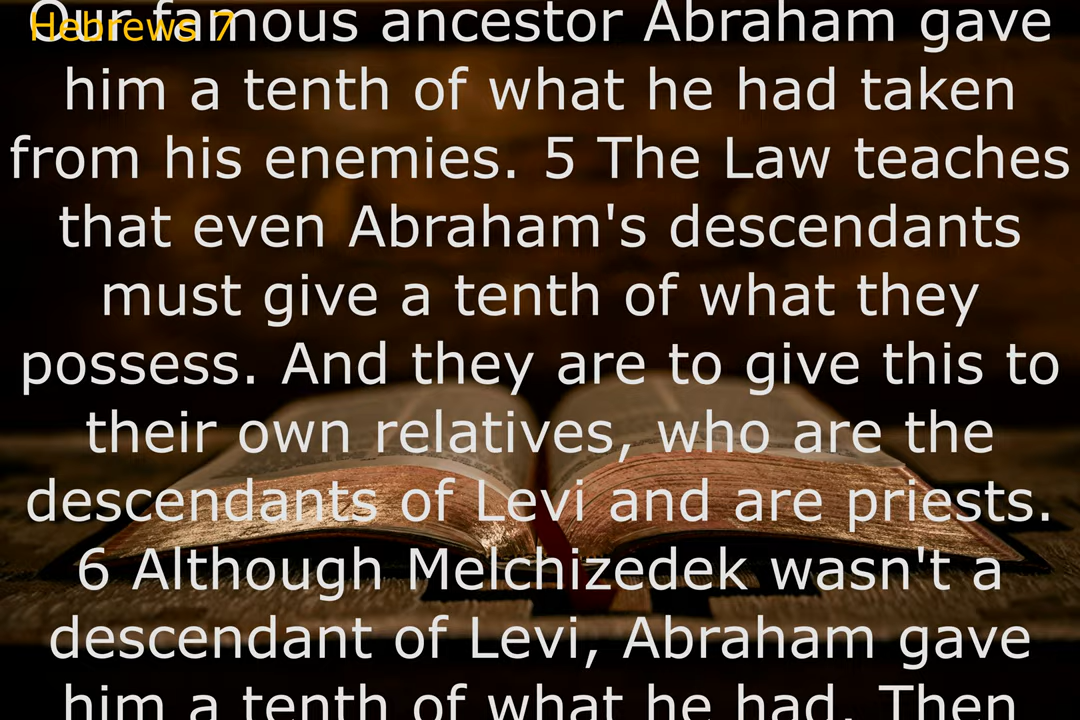 Hebrews 7
Our famous ancestor Abraham gave
him a tenth of what he had taken
from his enemies. 5 The Law teaches
that even Abraham's descendants
must give a tenth of what they
possess. And they are to give this to
their own relatives, who are the
descendants of Levi and are priests.
6 Although Melchizedek wasn't a
descendant of Levi, Abraham gave
him a tenth of what he had. Then